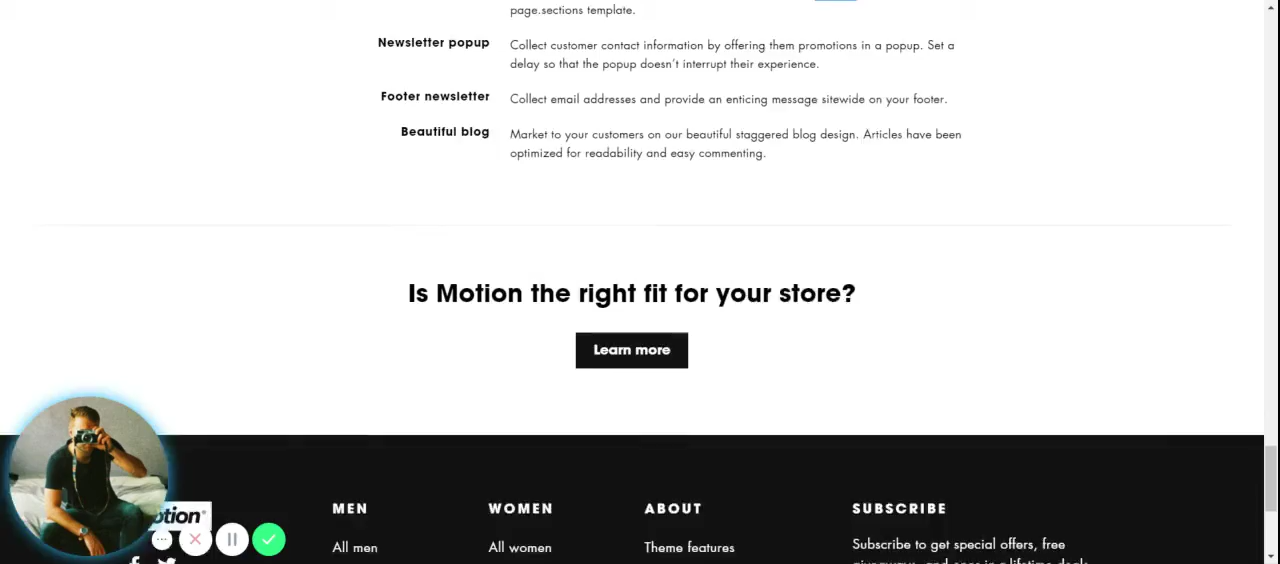 page.sections template.
Newsletter popup
Collect customer contact information by offering them promotions in a popup. Set a
delay so that the popup doesn't interrupt their experience.
Footer newsletter
Collect email addresses and provide an enticing message sitewide on your footer.
Beautiful blog
Market to your customers on our beautiful staggered blog design. Articles have been
optimized for readability and easy commenting.
Is Motion the right fit for your store?
Learn more
MEN
WOMEN
ABOUT
SUBSCRIBE
All men
All women
Theme features
Subscribe to get special offers, free